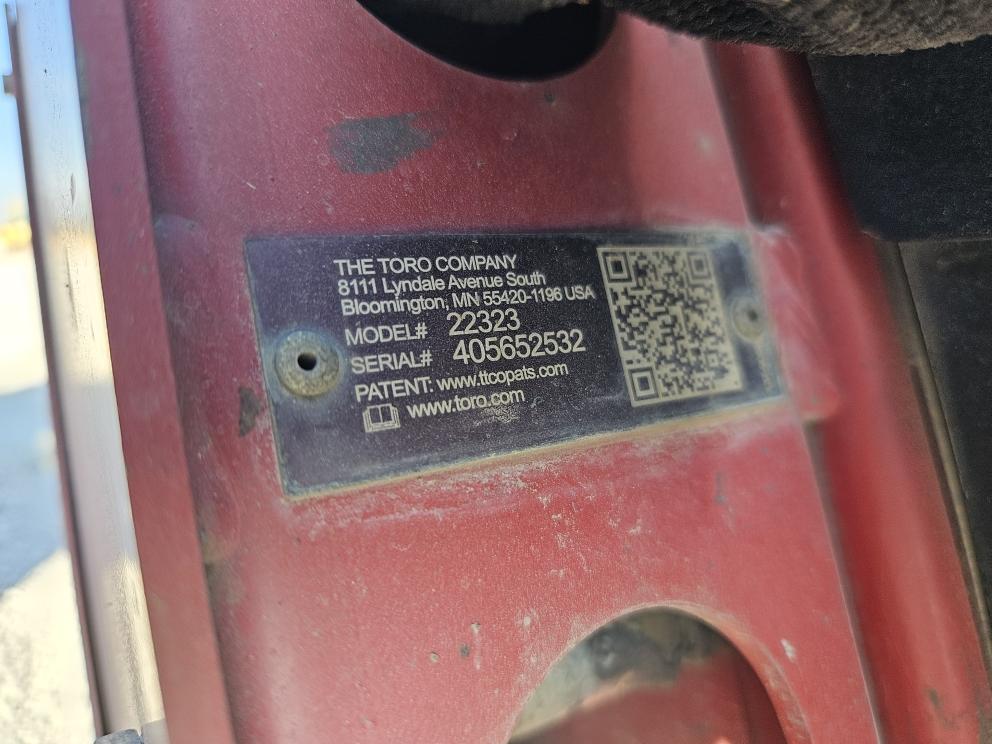 THE TORO COMPANY
8111 Lyndale Avenue South
Bloomington, MN 55420-1196 USA
MODEL# 22323
SERIAL# 405652532
PATENT: www.ttcopats.com
www.toro.com